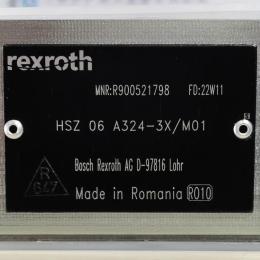 rexroth
MNR:R900521798 FD:22W11
HSZ 06 A324-3X/M01
R
647
Bosch Rexroth AG D-97816 Lohr
Made in Romania R010